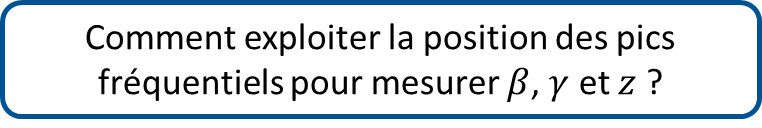 Comment exploiter la position des pics
fréquentiels pour mesurer β, γ et z ?